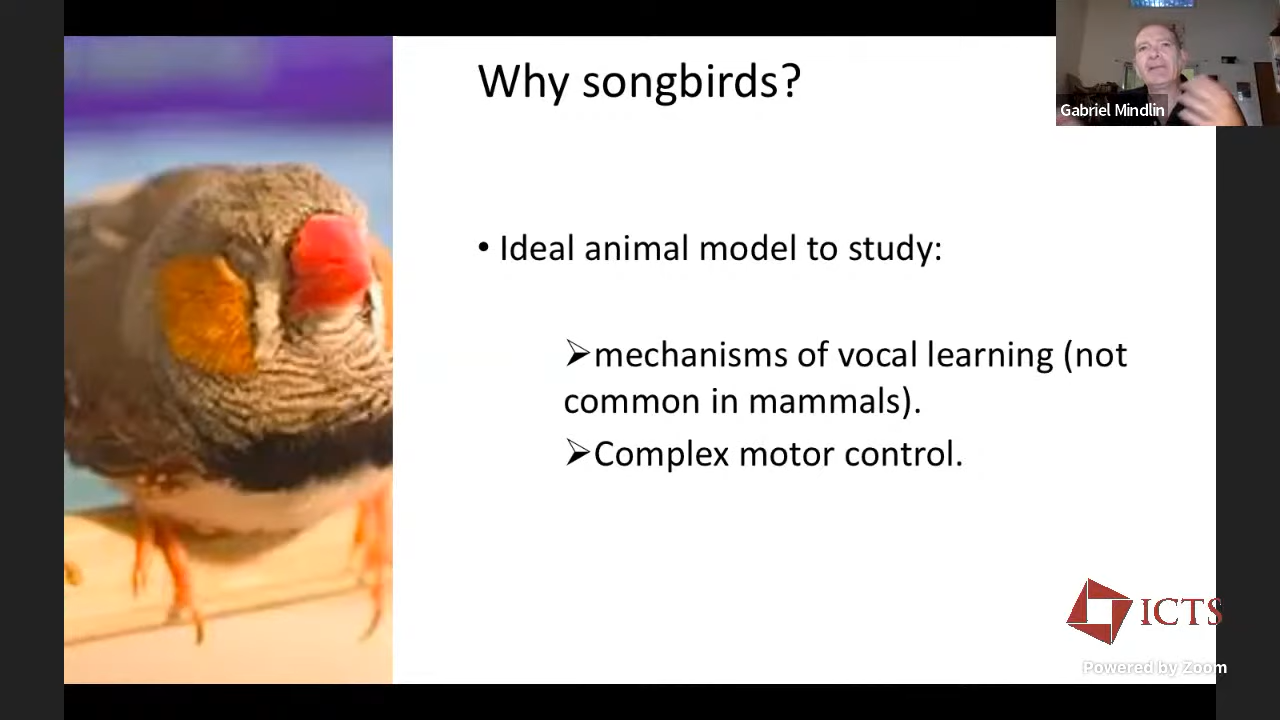 Why songbirds?
Gabriel Mindlin
• Ideal animal model to study:
➢mechanisms of vocal learning (not
common in mammals).
➢Complex motor control.
ICTS
Powered by Zoom